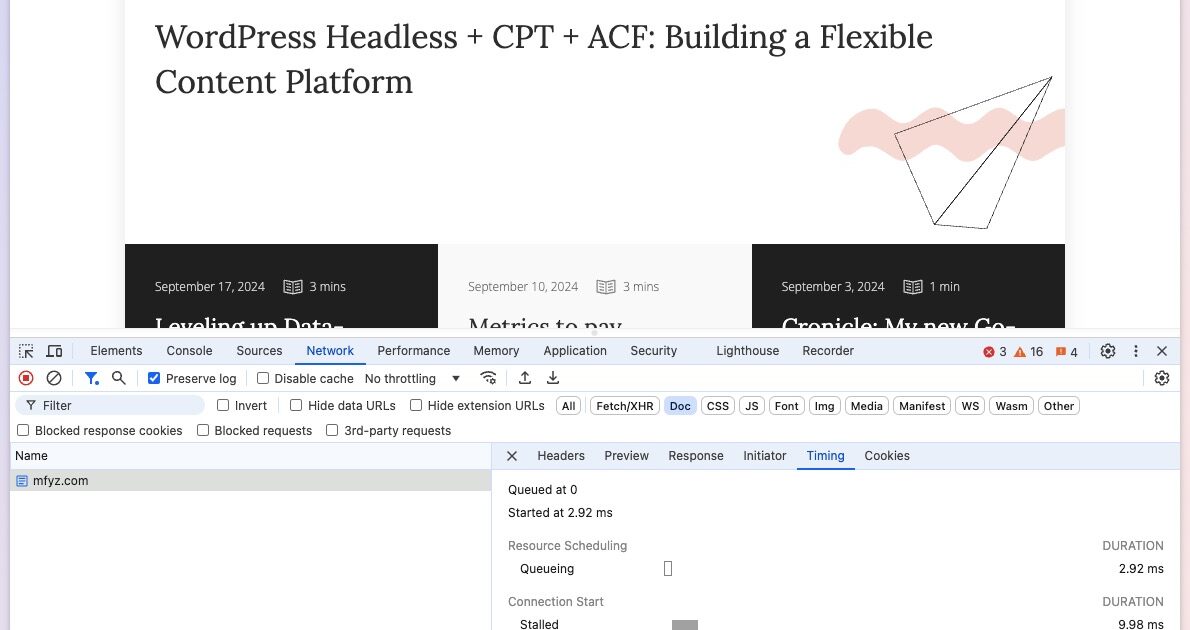 WordPress Headless + CPT + ACF: Building a Flexible
Content Platform
September 17, 2024 3 mins
September 10, 2024 3 mins
September 3, 2024 1 min
Leveling up Data-
Metrics to pay
Cronicle: My new Go-
Elements Console Sources Network Performance Memory Application Security Lighthouse Recorder 3 16 4
Preserve log Disable cache No throttling
Filter Invert Hide data URLs Hide extension URLs All Fetch/XHR Doc CSS JS Font Img Media Manifest WS Wasm Other
Blocked response cookies Blocked requests 3rd-party requests
Name
Headers Preview Response Initiator Timing Cookies
mfyz.com
Queued at 0
Started at 2.92 ms
Resource Scheduling DURATION
Queueing 2.92 ms
Connection Start DURATION
Stalled 9.98 ms